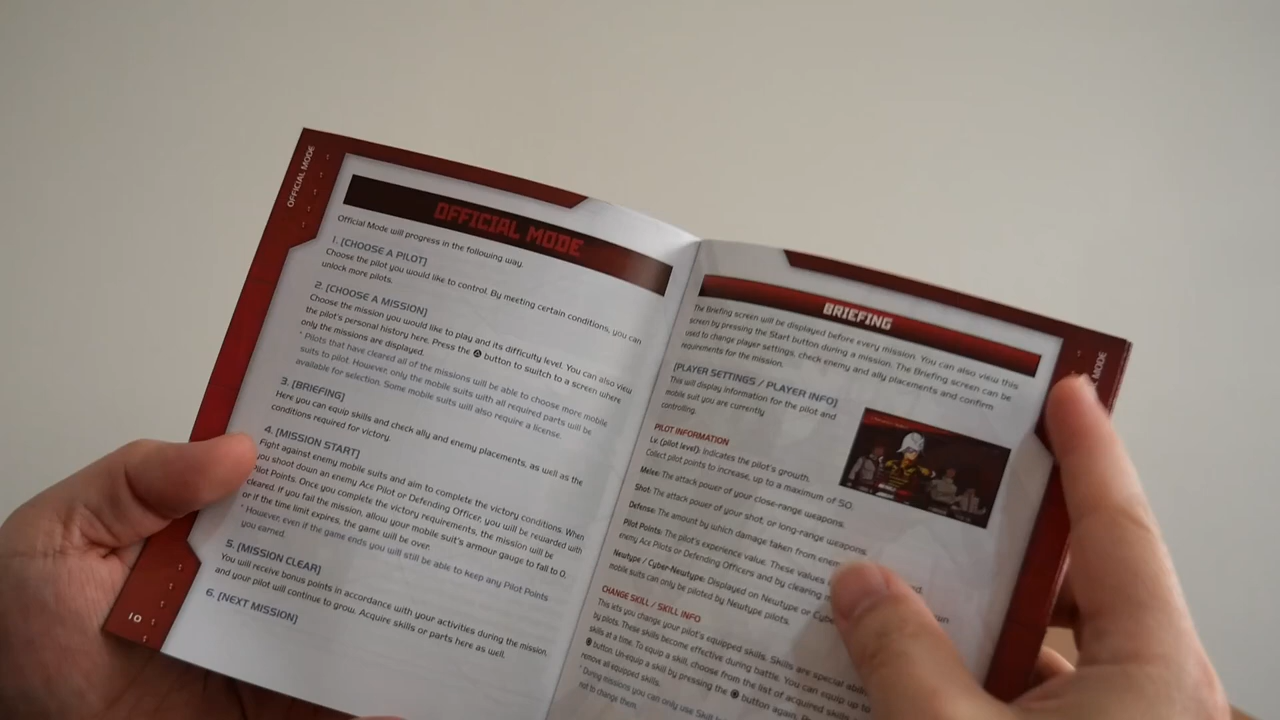 OFFICIAL MODE
OFFICIAL MODE
Official Mode will progress in the following way.
1. [CHOOSE A PILOT]
Choose the pilot you would like to control. By meeting certain conditions, you can
unlock more pilots.
2. [CHOOSE A MISSION]
Choose the mission you would like to play and its difficulty level. You can also view
the pilot's personal history here. Press the button to switch to a screen where
only the missions are displayed.
* Pilots that have cleared all of the missions will be able to choose more mobile
suits to pilot. However, only the mobile suits with all required parts will be
available for selection. Some mobile suits will also require a license.
3. [BRIEFING]
Here you can equip skills and check ally and enemy placements, as well as the
conditions required for victory.
4. [MISSION START]
Fight against enemy mobile suits and aim to complete the victory conditions. When
you shoot down an enemy Ace Pilot or Defending Officer, you will be rewarded with
Pilot Points. Once you complete the victory requirements, the mission will be
cleared. If you fail the mission, allow your mobile suit's armour gauge to fall to 0,
or if the time limit expires, the game will be over.
* However, even if the game ends you will still be able to keep any Pilot Points
you earned.
5. [MISSION CLEAR]
You will receive bonus points in accordance with your activities during the mission,
and your pilot will continue to grow. Acquire skills or parts here as well.
6. [NEXT MISSION]
10
BRIEFING
The Briefing screen will be displayed before every mission. You can also view this
screen by pressing the Start button during a mission. The Briefing screen can be
used to change player settings, check enemy and ally placements and confirm
requirements for the mission.
[PLAYER SETTINGS / PLAYER INFO]
This will display information for the pilot and
mobile suit you are currently
controlling.
PILOT INFORMATION
Lv. (pilot level): Indicates the pilot's growth.
Collect pilot points to increase, up to a maximum of 50.
Melee: The attack power of your close-range weapons.
Shot: The attack power of your shot, or long-range weapons.
Defense: The amount by which damage taken from
Pilot Points: The pilot's experience value. These values
enemy Ace Pilots or Defending Officers and by clearing
Newtype / Cyber-Newtype: Displayed on Newtype or
mobile suits can only be piloted by Newtype pilots.
CHANGE SKILL / SKILL INFO
This lets you change your pilot's equipped skills. Skills are special
by pilots. These skills become effective during battle. You can equip up to
skills at a time. To equip a skill, choose from the list of acquired skills
button. Un-equip a skill by pressing the button again.
remove all equipped skills.
* During missions you can only use Skill
not to change them.
MODE